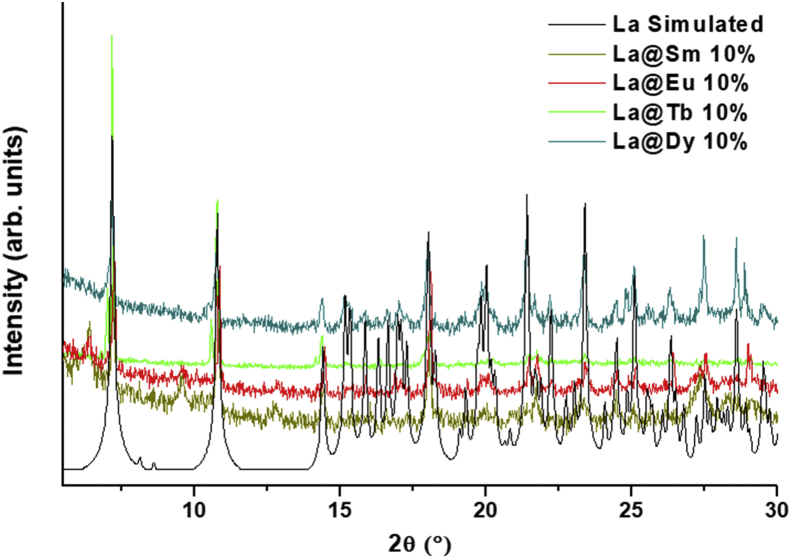 La Simulated
La@Sm 10%
La@Eu 10%
La@Tb 10%
La@Dy 10%
Intensity (arb. units)
10
15
20
25
30
2θ (°)